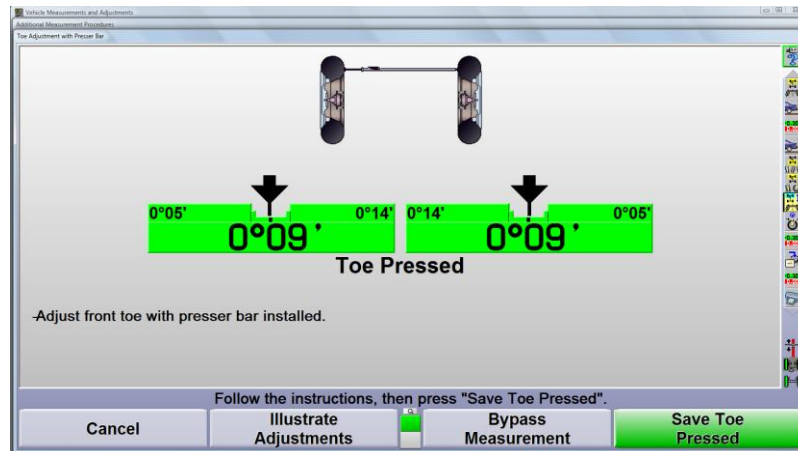 Vehicle Measurements and Adjustments
Additional Measurement Procedures
Toe Adjustment with Presser Bar
0°05' 0°14' 0°14' 0°05'
0°09' 0°09'
Toe Pressed
-Adjust front toe with presser bar installed.
Follow the instructions, then press "Save Toe Pressed".
Cancel
Illustrate
Adjustments
Bypass
Measurement
Save Toe
Pressed